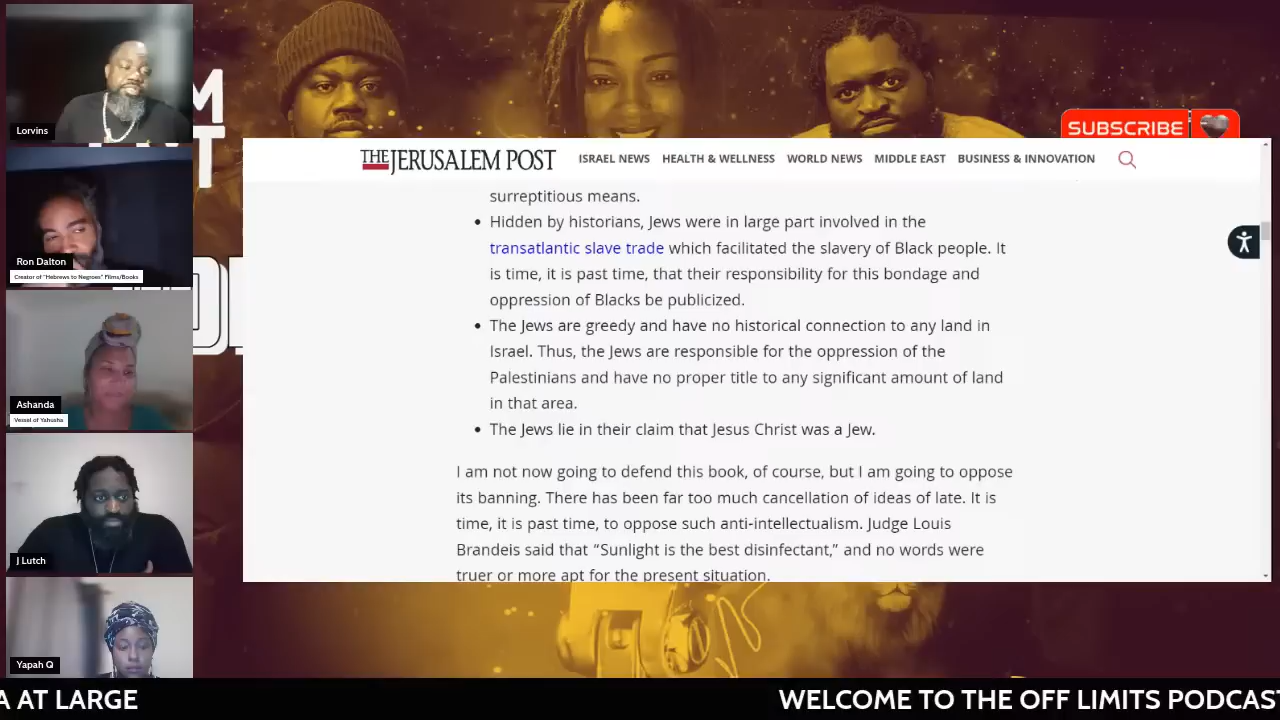 Lorvins
Ron Dalton
Creator of "Hebrews to Negroes" Films/Books
Ashanda
Vessel of Yahusha
J Lutch
Yapah Q
SUBSCRIBE
THE JERUSALEM POST
ISRAEL NEWS
HEALTH & WELLNESS
WORLD NEWS
MIDDLE EAST
BUSINESS & INNOVATION
surreptitious means.
• Hidden by historians, Jews were in large part involved in the
transatlantic slave trade which facilitated the slavery of Black people. It
is time, it is past time, that their responsibility for this bondage and
oppression of Blacks be publicized.
• The Jews are greedy and have no historical connection to any land in
Israel. Thus, the Jews are responsible for the oppression of the
Palestinians and have no proper title to any significant amount of land
in that area.
• The Jews lie in their claim that Jesus Christ was a Jew.
I am not now going to defend this book, of course, but I am going to oppose
its banning. There has been far too much cancellation of ideas of late. It is
time, it is past time, to oppose such anti-intellectualism. Judge Louis
Brandeis said that “Sunlight is the best disinfectant,” and no words were
truer or more apt for the present situation.
A AT LARGE
WELCOME TO THE OFF LIMITS PODCAST